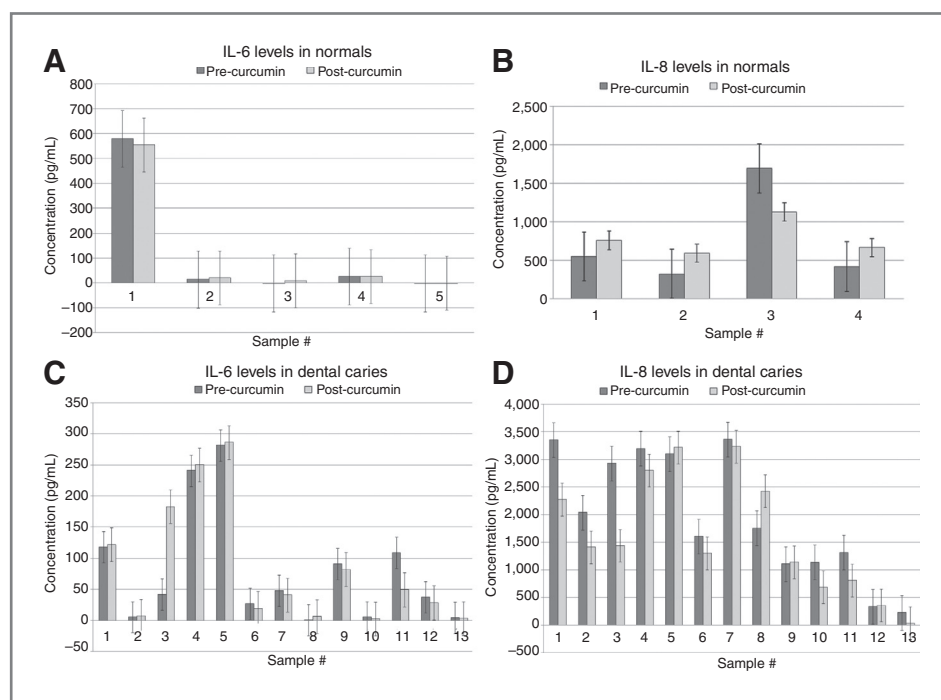 A
IL-6 levels in normals
Pre-curcumin Post-curcumin
Concentration (pg/mL)
800
700
600
500
400
300
200
100
0
–100
–200
1 2 3 4 5
Sample #
B
IL-8 levels in normals
Pre-curcumin Post-curcumin
Concentration (pg/mL)
2,500
2,000
1,500
1,000
500
0
1 2 3 4
Sample #
C
IL-6 levels in dental caries
Pre-curcumin Post-curcumin
Concentration (pg/mL)
350
300
250
200
150
100
50
0
–50
1 2 3 4 5 6 7 8 9 10 11 12 13
Sample #
D
IL-8 levels in dental caries
Pre-curcumin Post-curcumin
Concentration (pg/mL)
4,000
3,500
3,000
2,500
2,000
1,500
1,000
500
0
–500
1 2 3 4 5 6 7 8 9 10 11 12 13
Sample #